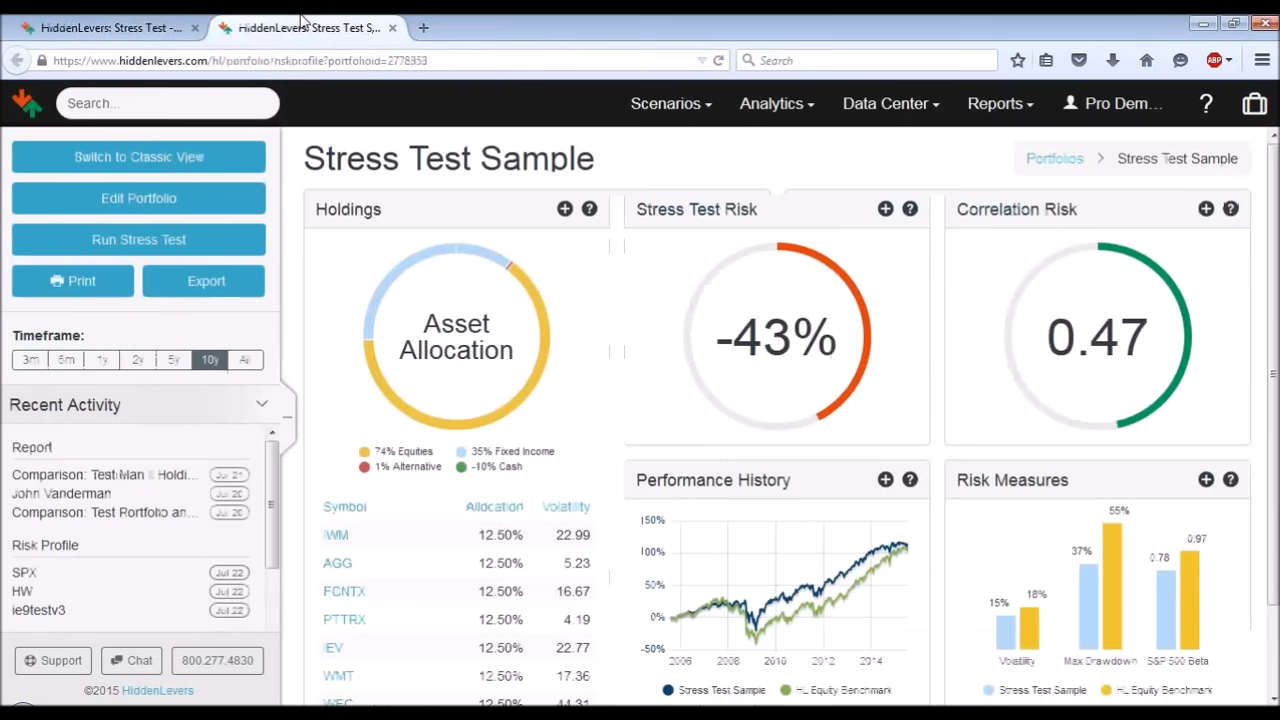 HiddenLevers: Stress Test -...
HiddenLevers: Stress Test S,...
https://www.hiddenlevers.com/hl/portfolio/riskprofile?portfolioid=2778353
Search
ABP
Search...
Scenarios
Analytics
Data Center
Reports
Pro Dem...
?
Switch to Classic View
Edit Portfolio
Run Stress Test
Print
Export
Timeframe:
3m 6m 1y 2y 5y 10y All
Recent Activity
Report
Comparison: Test Man Holdi... Jul 21
John Vanderman Jul 20
Comparison: Test Portfolio an... Jul 20
Risk Profile
SPX Jul 22
HW Jul 22
ie9testv3 Jul 22
Support
Chat
800.277.4830
©2015 HiddenLevers
Stress Test Sample
Portfolios > Stress Test Sample
Holdings
Asset
Allocation
74% Equities
35% Fixed Income
1% Alternative
-10% Cash
Symbol Allocation Volatility
IWM 12.50% 22.99
AGG 12.50% 5.23
FCNTX 12.50% 16.67
PTTRX 12.50% 4.19
IEV 12.50% 22.77
WMT 12.50% 17.36
12.50% 44.31
Stress Test Risk
-43%
Correlation Risk
0.47
Performance History
150%
100%
50%
0%
-50%
2006 2008 2010 2012 2014
Stress Test Sample
HL Equity Benchmark
Risk Measures
15% 18% 37% 55% 0.78 0.97
Volatility Max Drawdown S&P 500 Beta
Stress Test Sample
HL Equity Benchmark